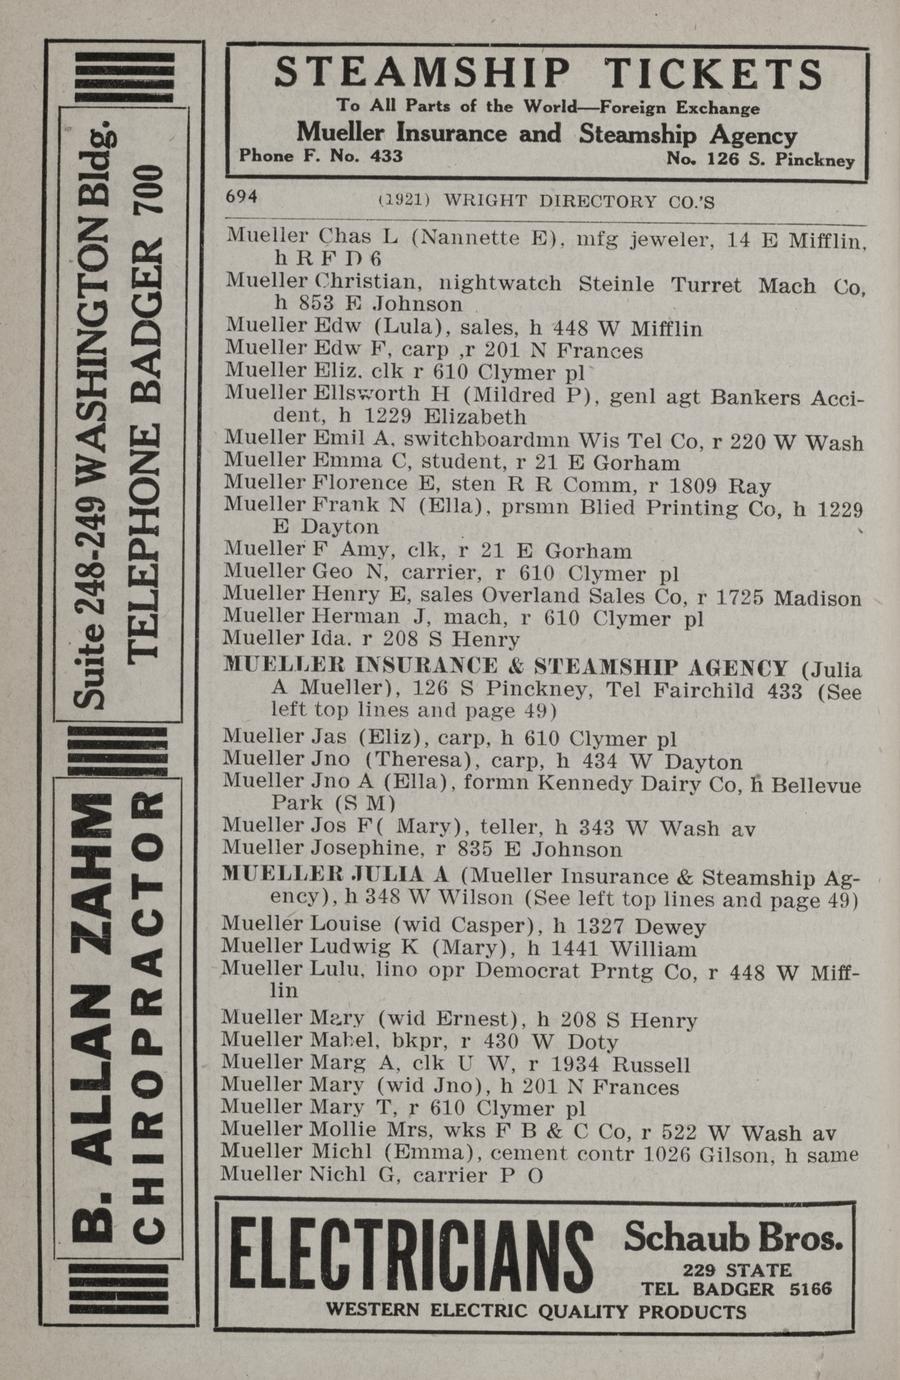 STEAMSHIP TICKETS
To All Parts of the World—Foreign Exchange
Mueller Insurance and Steamship Agency
Phone F. No. 433 No. 126 S. Pinckney
694 (1921) WRIGHT DIRECTORY CO.'S
Mueller Chas L (Nannette E), mfg jeweler, 14 E Mifflin,
h R F D 6
Mueller Christian, nightwatch Steinle Turret Mach Co,
h 853 E Johnson
Mueller Edw (Lula), sales, h 448 W Mifflin
Mueller Edw F, carp ,r 201 N Frances
Mueller Eliz. clk r 610 Clymer pl
Mueller Ellsworth H (Mildred P), genl agt Bankers Acci-
dent, h 1229 Elizabeth
Mueller Emil A, switchboardmn Wis Tel Co, r 220 W Wash
Mueller Emma C, student, r 21 E Gorham
Mueller Florence E, sten R R Comm, r 1809 Ray
Mueller Frank N (Ella), prsmn Blied Printing Co, h 1229
E Dayton
Mueller F Amy, clk, r 21 E Gorham
Mueller Geo N, carrier, r 610 Clymer pl
Mueller Henry E, sales Overland Sales Co, r 1725 Madison
Mueller Herman J, mach, r 610 Clymer pl
Mueller Ida. r 208 S Henry
MUELLER INSURANCE & STEAMSHIP AGENCY (Julia
A Mueller), 126 S Pinckney, Tel Fairchild 433 (See
left top lines and page 49)
Mueller Jas (Eliz), carp, h 610 Clymer pl
Mueller Jno (Theresa), carp, h 434 W Dayton
Mueller Jno A (Ella), formn Kennedy Dairy Co, h Bellevue
Park (S M)
Mueller Jos F( Mary), teller, h 343 W Wash av
Mueller Josephine, r 835 E Johnson
MUELLER JULIA A (Mueller Insurance & Steamship Ag-
ency), h 348 W Wilson (See left top lines and page 49)
Mueller Louise (wid Casper), h 1327 Dewey
Mueller Ludwig K (Mary), h 1441 William
Mueller Lulu, lino opr Democrat Prntg Co, r 448 W Miff-
lin
Mueller Mary (wid Ernest), h 208 S Henry
Mueller Mabel, bkpr, r 430 W Doty
Mueller Marg A, clk U W, r 1934 Russell
Mueller Mary (wid Jno), h 201 N Frances
Mueller Mary T, r 610 Clymer pl
Mueller Mollie Mrs, wks F B & C Co, r 522 W Wash av
Mueller Michl (Emma), cement contr 1026 Gilson, h same
Mueller Nichl G, carrier P O
B. ALLAN ZAHM
CHIROPRACTOR
Suite 248-249 WASHINGTON Bldg.
TELEPHONE BADGER 700
ELECTRICIANS
Schaub Bros.
229 STATE
TEL BADGER 5166
WESTERN ELECTRIC QUALITY PRODUCTS